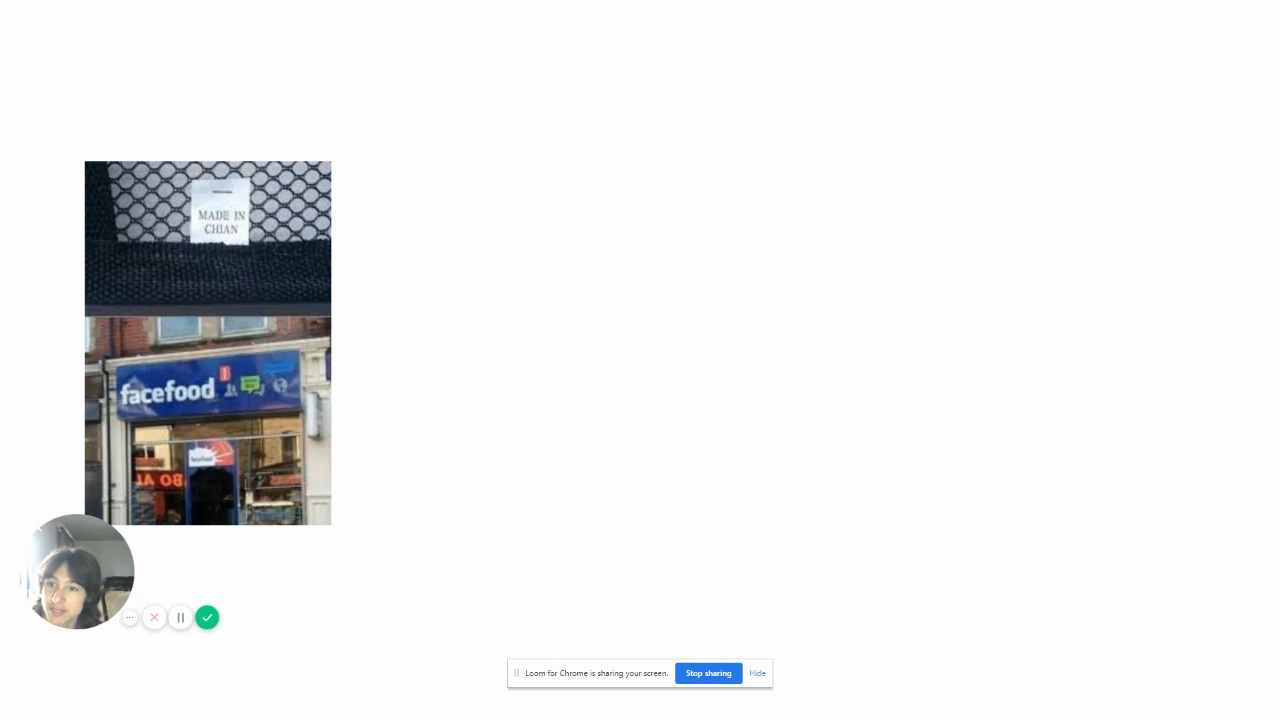 MADE IN
CHIAN
facefood
Loom for Chrome is sharing your screen.
Stop sharing
Hide